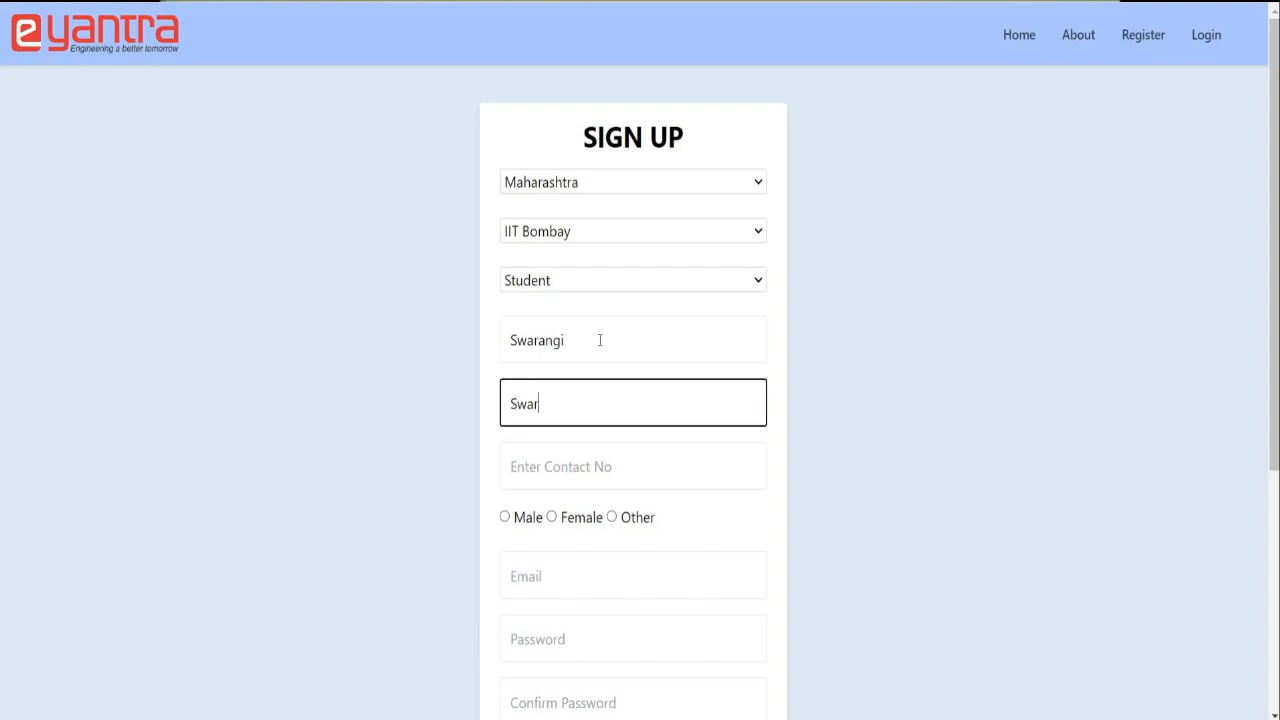 e yantra
Engineering a better tomorrow
Home About Register Login
SIGN UP
Maharashtra
IIT Bombay
Student
Swarangi
Swar
Enter Contact No
Male Female Other
Email
Password
Confirm Password